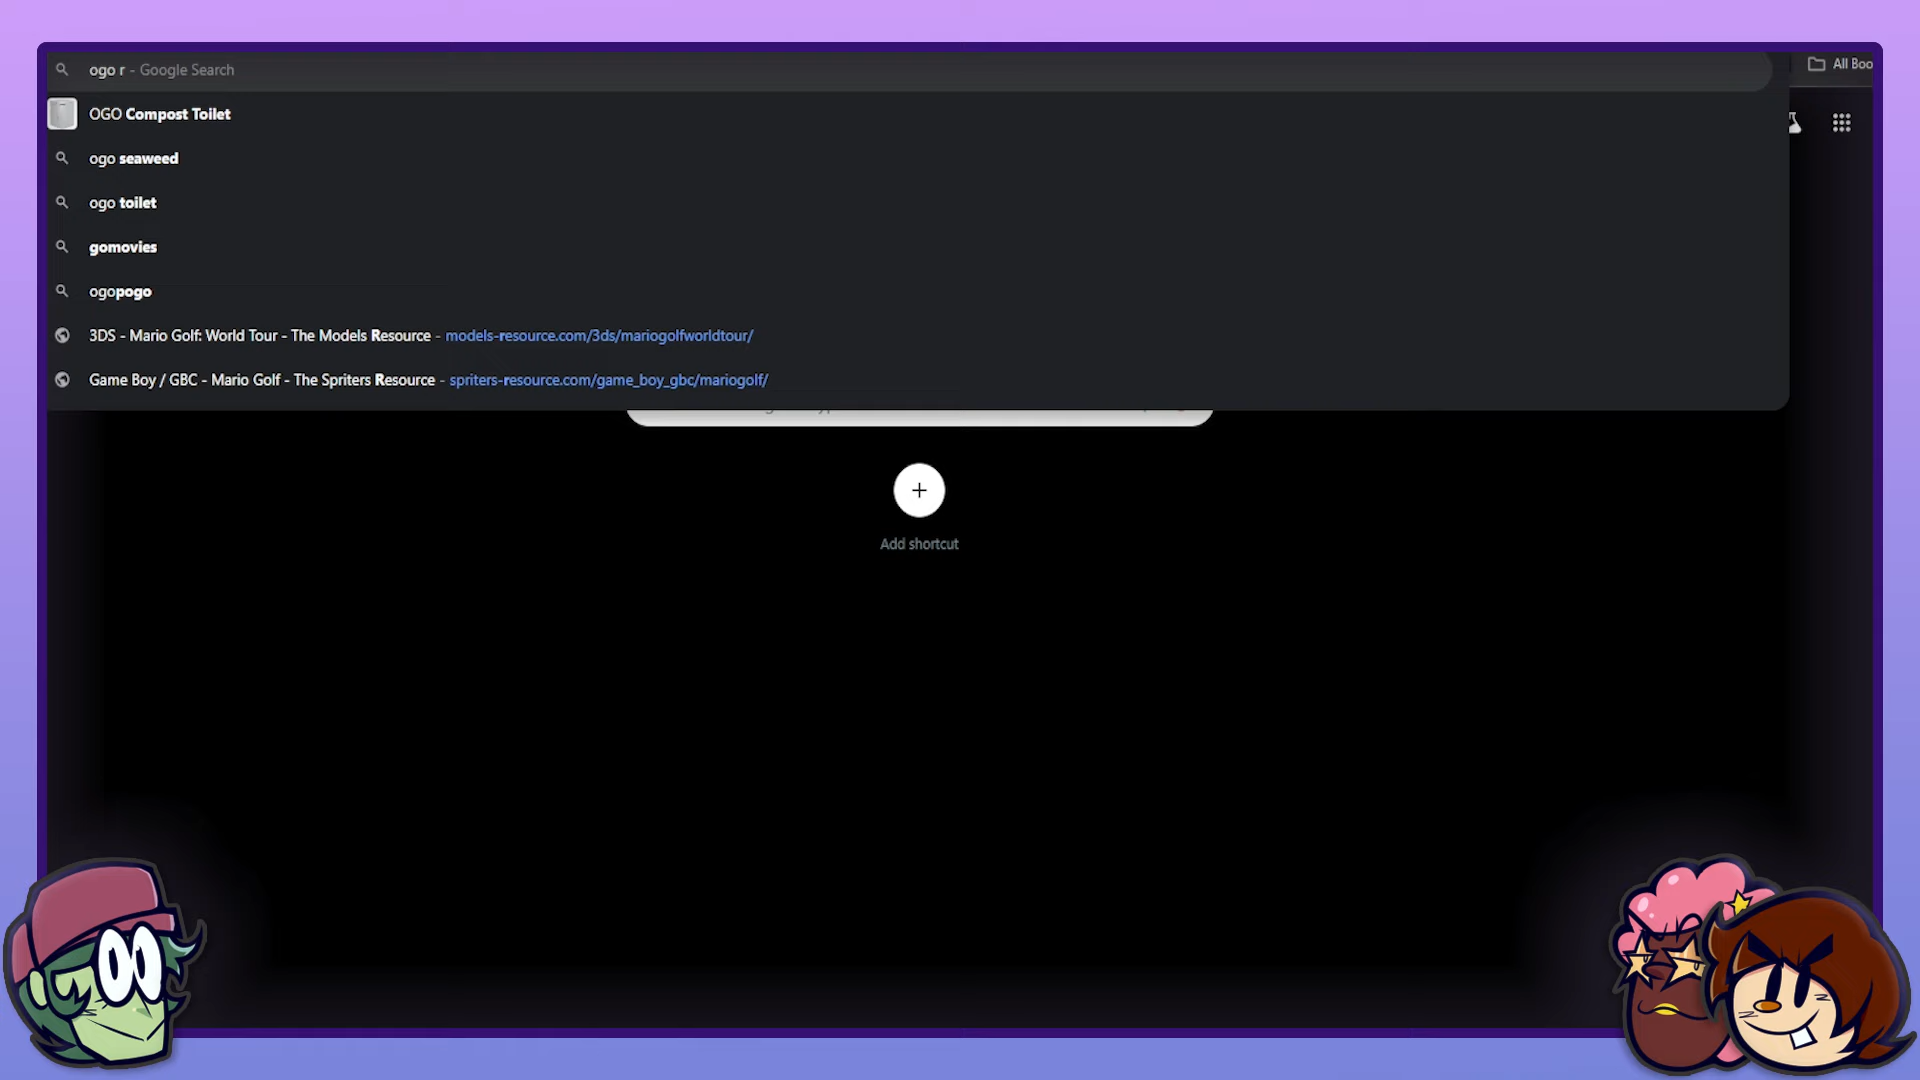 ogo r - Google Search
All Boo
OGO Compost Toilet
ogo seaweed
ogo toilet
gomovies
ogopogo
3DS - Mario Golf: World Tour - The Models Resource - models-resource.com/3ds/mariogolfworldtour/
Game Boy / GBC - Mario Golf - The Spriters Resource - spriters-resource.com/game_boy_gbc/mariogolf/
Add shortcut